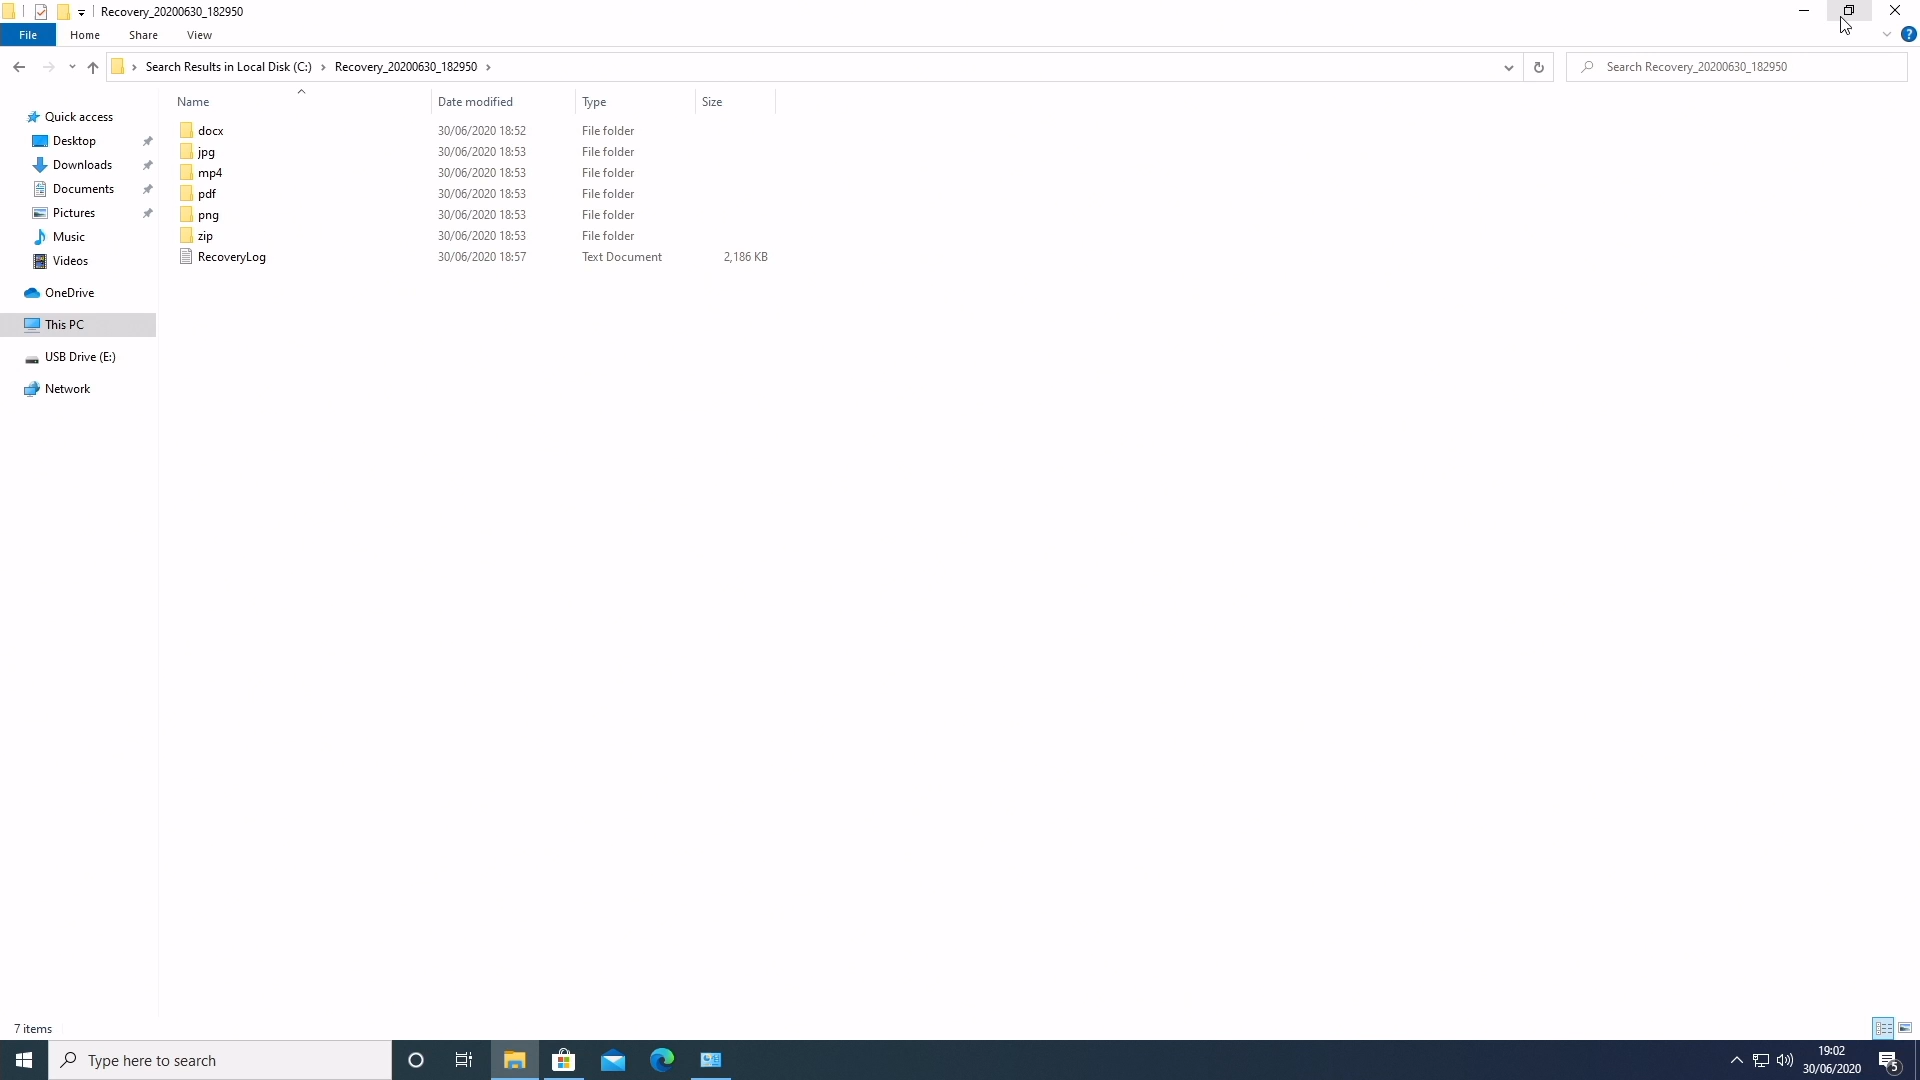 Recovery_20200630_182950
File Home Share View
Search Results in Local Disk (C:) Recovery_20200630_182950
Search Recovery_20200630_182950
Name Date modified Type Size
Quick access
Desktop
Downloads
Documents
Pictures
Music
Videos
OneDrive
This PC
USB Drive (E:)
Network
docx 30/06/2020 18:52 File folder
jpg 30/06/2020 18:53 File folder
mp4 30/06/2020 18:53 File folder
pdf 30/06/2020 18:53 File folder
png 30/06/2020 18:53 File folder
zip 30/06/2020 18:53 File folder
RecoveryLog 30/06/2020 18:57 Text Document 2,186 KB
7 items
Type here to search
19:02
30/06/2020
5